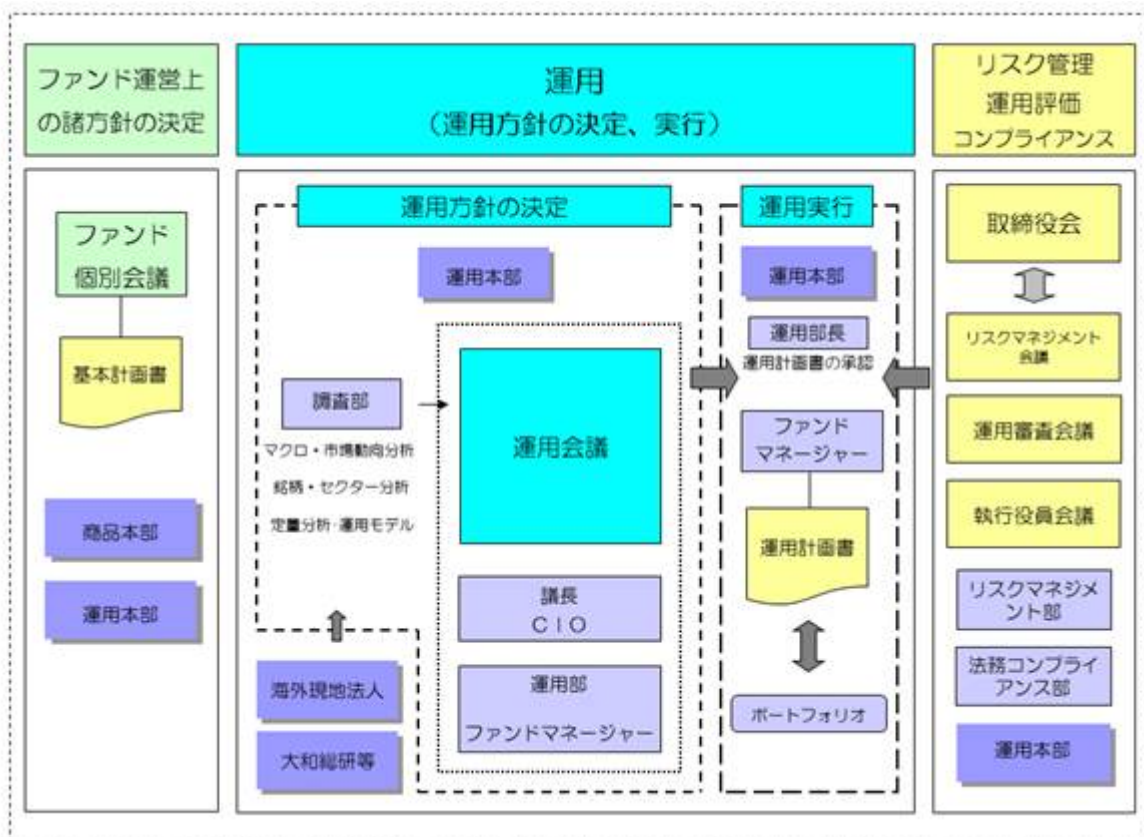 ファンド運営上
の諸方針の決定
運用
（運用方針の決定、実行）
リスク管理
運用評価
コンプライアンス
ファンド
個別会議
基本計画書
商品本部
運用本部
運用方針の決定
運用本部
調査部
マクロ・市場動向分析
銘柄・セクター分析
定量分析・運用モデル
運用会議
議長
ＣＩＯ
運用部
ファンドマネージャー
海外現地法人
大和総研等
運用実行
運用本部
運用部長
運用計画書の承認
ファンド
マネージャー
運用計画書
ポートフォリオ
取締役会
リスクマネジメント
会議
運用審査会議
執行役員会議
リスクマネジメ
ント部
法務コンプライ
アンス部
運用本部